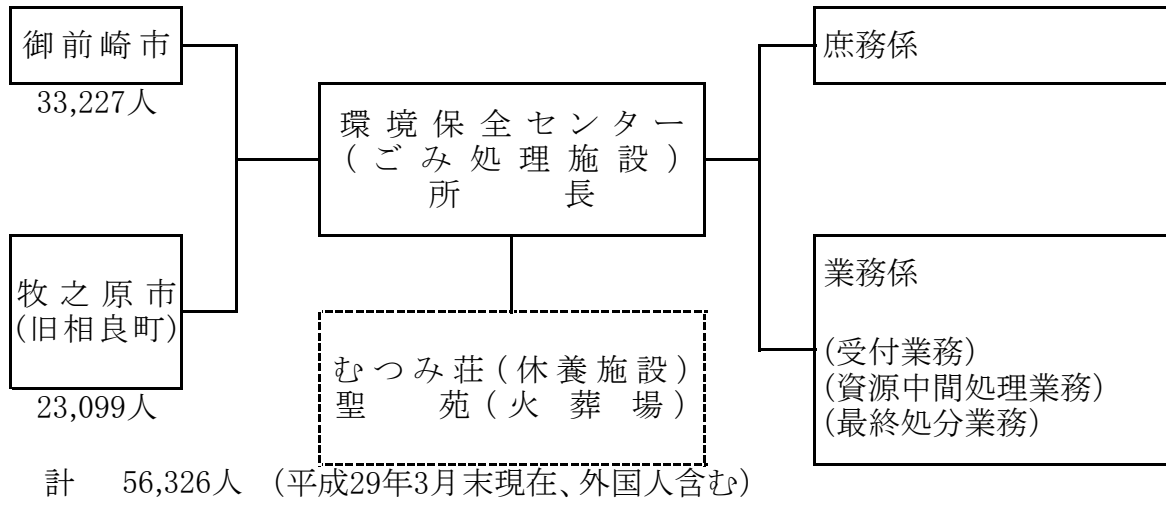 御前崎市
33,227人
牧之原市
(旧相良町)
23,099人
環境保全センター
(ごみ処理施設)
所長
むつみ荘(休養施設)
聖苑(火葬場)
庶務係
業務係
(受付業務)
(資源中間処理業務)
(最終処分業務)
計 56,326人 (平成29年3月末現在、外国人含む)